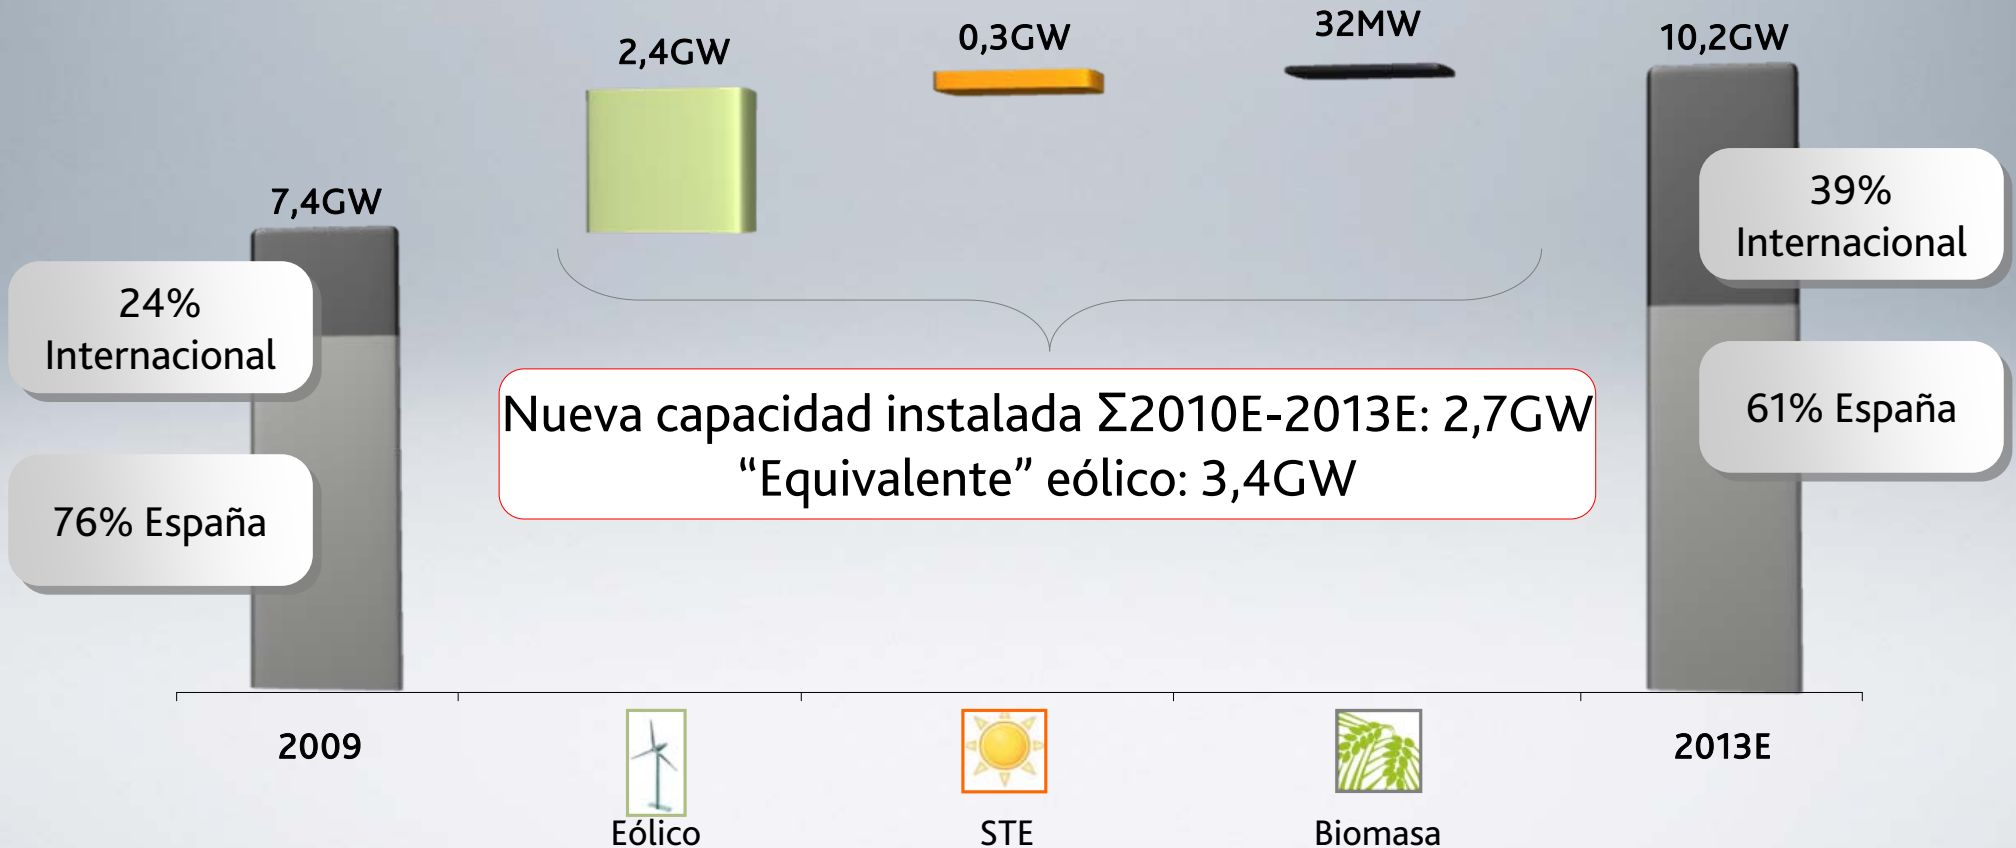 7,4GW
2,4GW
0,3GW
32MW
10,2GW
24%
Internacional
76% España
39%
Internacional
61% España
Nueva capacidad instalada Σ2010E-2013E: 2,7GW
“Equivalente” eólico: 3,4GW
2009
Eólico
STE
Biomasa
2013E